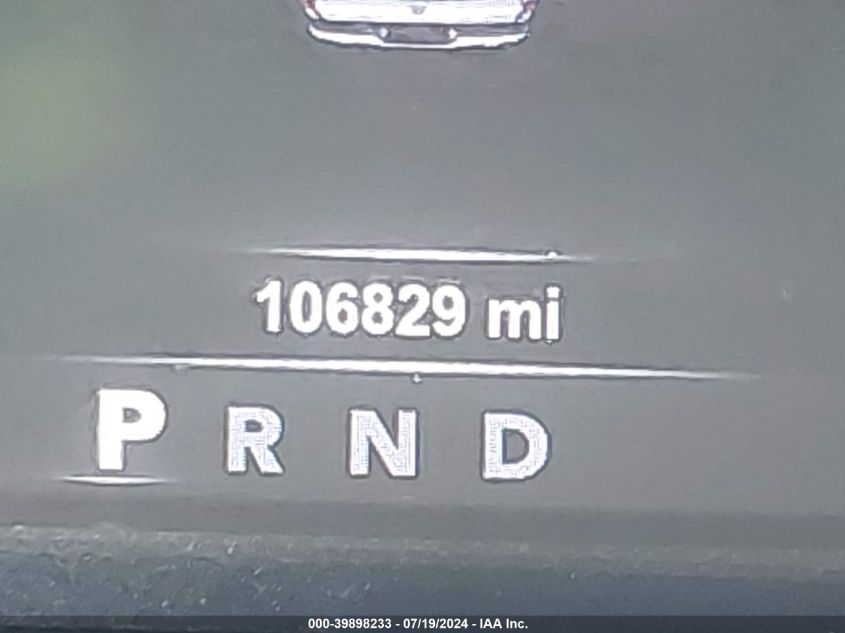 106829 mi
P R N D
000-39898233 - 07/19/2024 - IAA Inc.